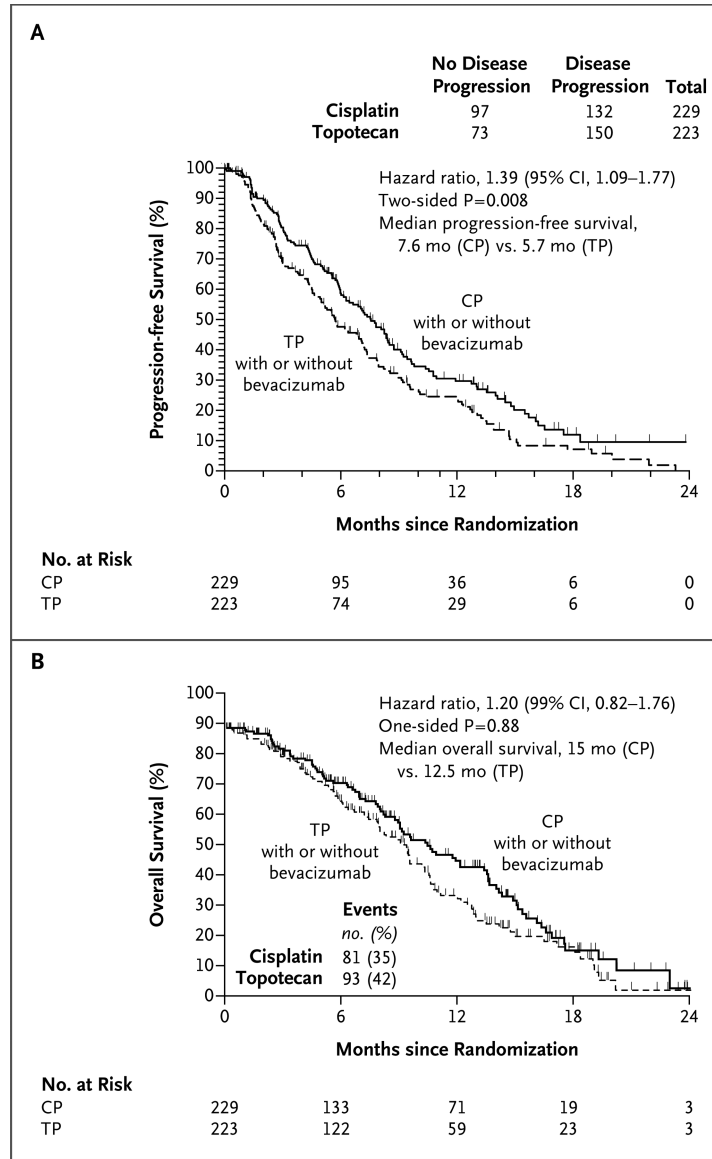 A
No Disease Progression Disease Progression Total
Cisplatin 97 132 229
Topotecan 73 150 223
Hazard ratio, 1.39 (95% CI, 1.09–1.77)
Two-sided P=0.008
Median progression-free survival,
7.6 mo (CP) vs. 5.7 mo (TP)
Progression-free Survival (%)
100
90
80
70
60
50
40
30
20
10
0
CP
with or without
bevacizumab
TP
with or without
bevacizumab
0 6 12 18 24
Months since Randomization
No. at Risk
CP 229 95 36 6 0
TP 223 74 29 6 0
B
Hazard ratio, 1.20 (99% CI, 0.82–1.76)
One-sided P=0.88
Median overall survival, 15 mo (CP)
vs. 12.5 mo (TP)
Overall Survival (%)
100
90
80
70
60
50
40
30
20
10
0
TP
with or without
bevacizumab
CP
with or without
bevacizumab
Events
no. (%)
Cisplatin 81 (35)
Topotecan 93 (42)
0 6 12 18 24
Months since Randomization
No. at Risk
CP 229 133 71 19 3
TP 223 122 59 23 3